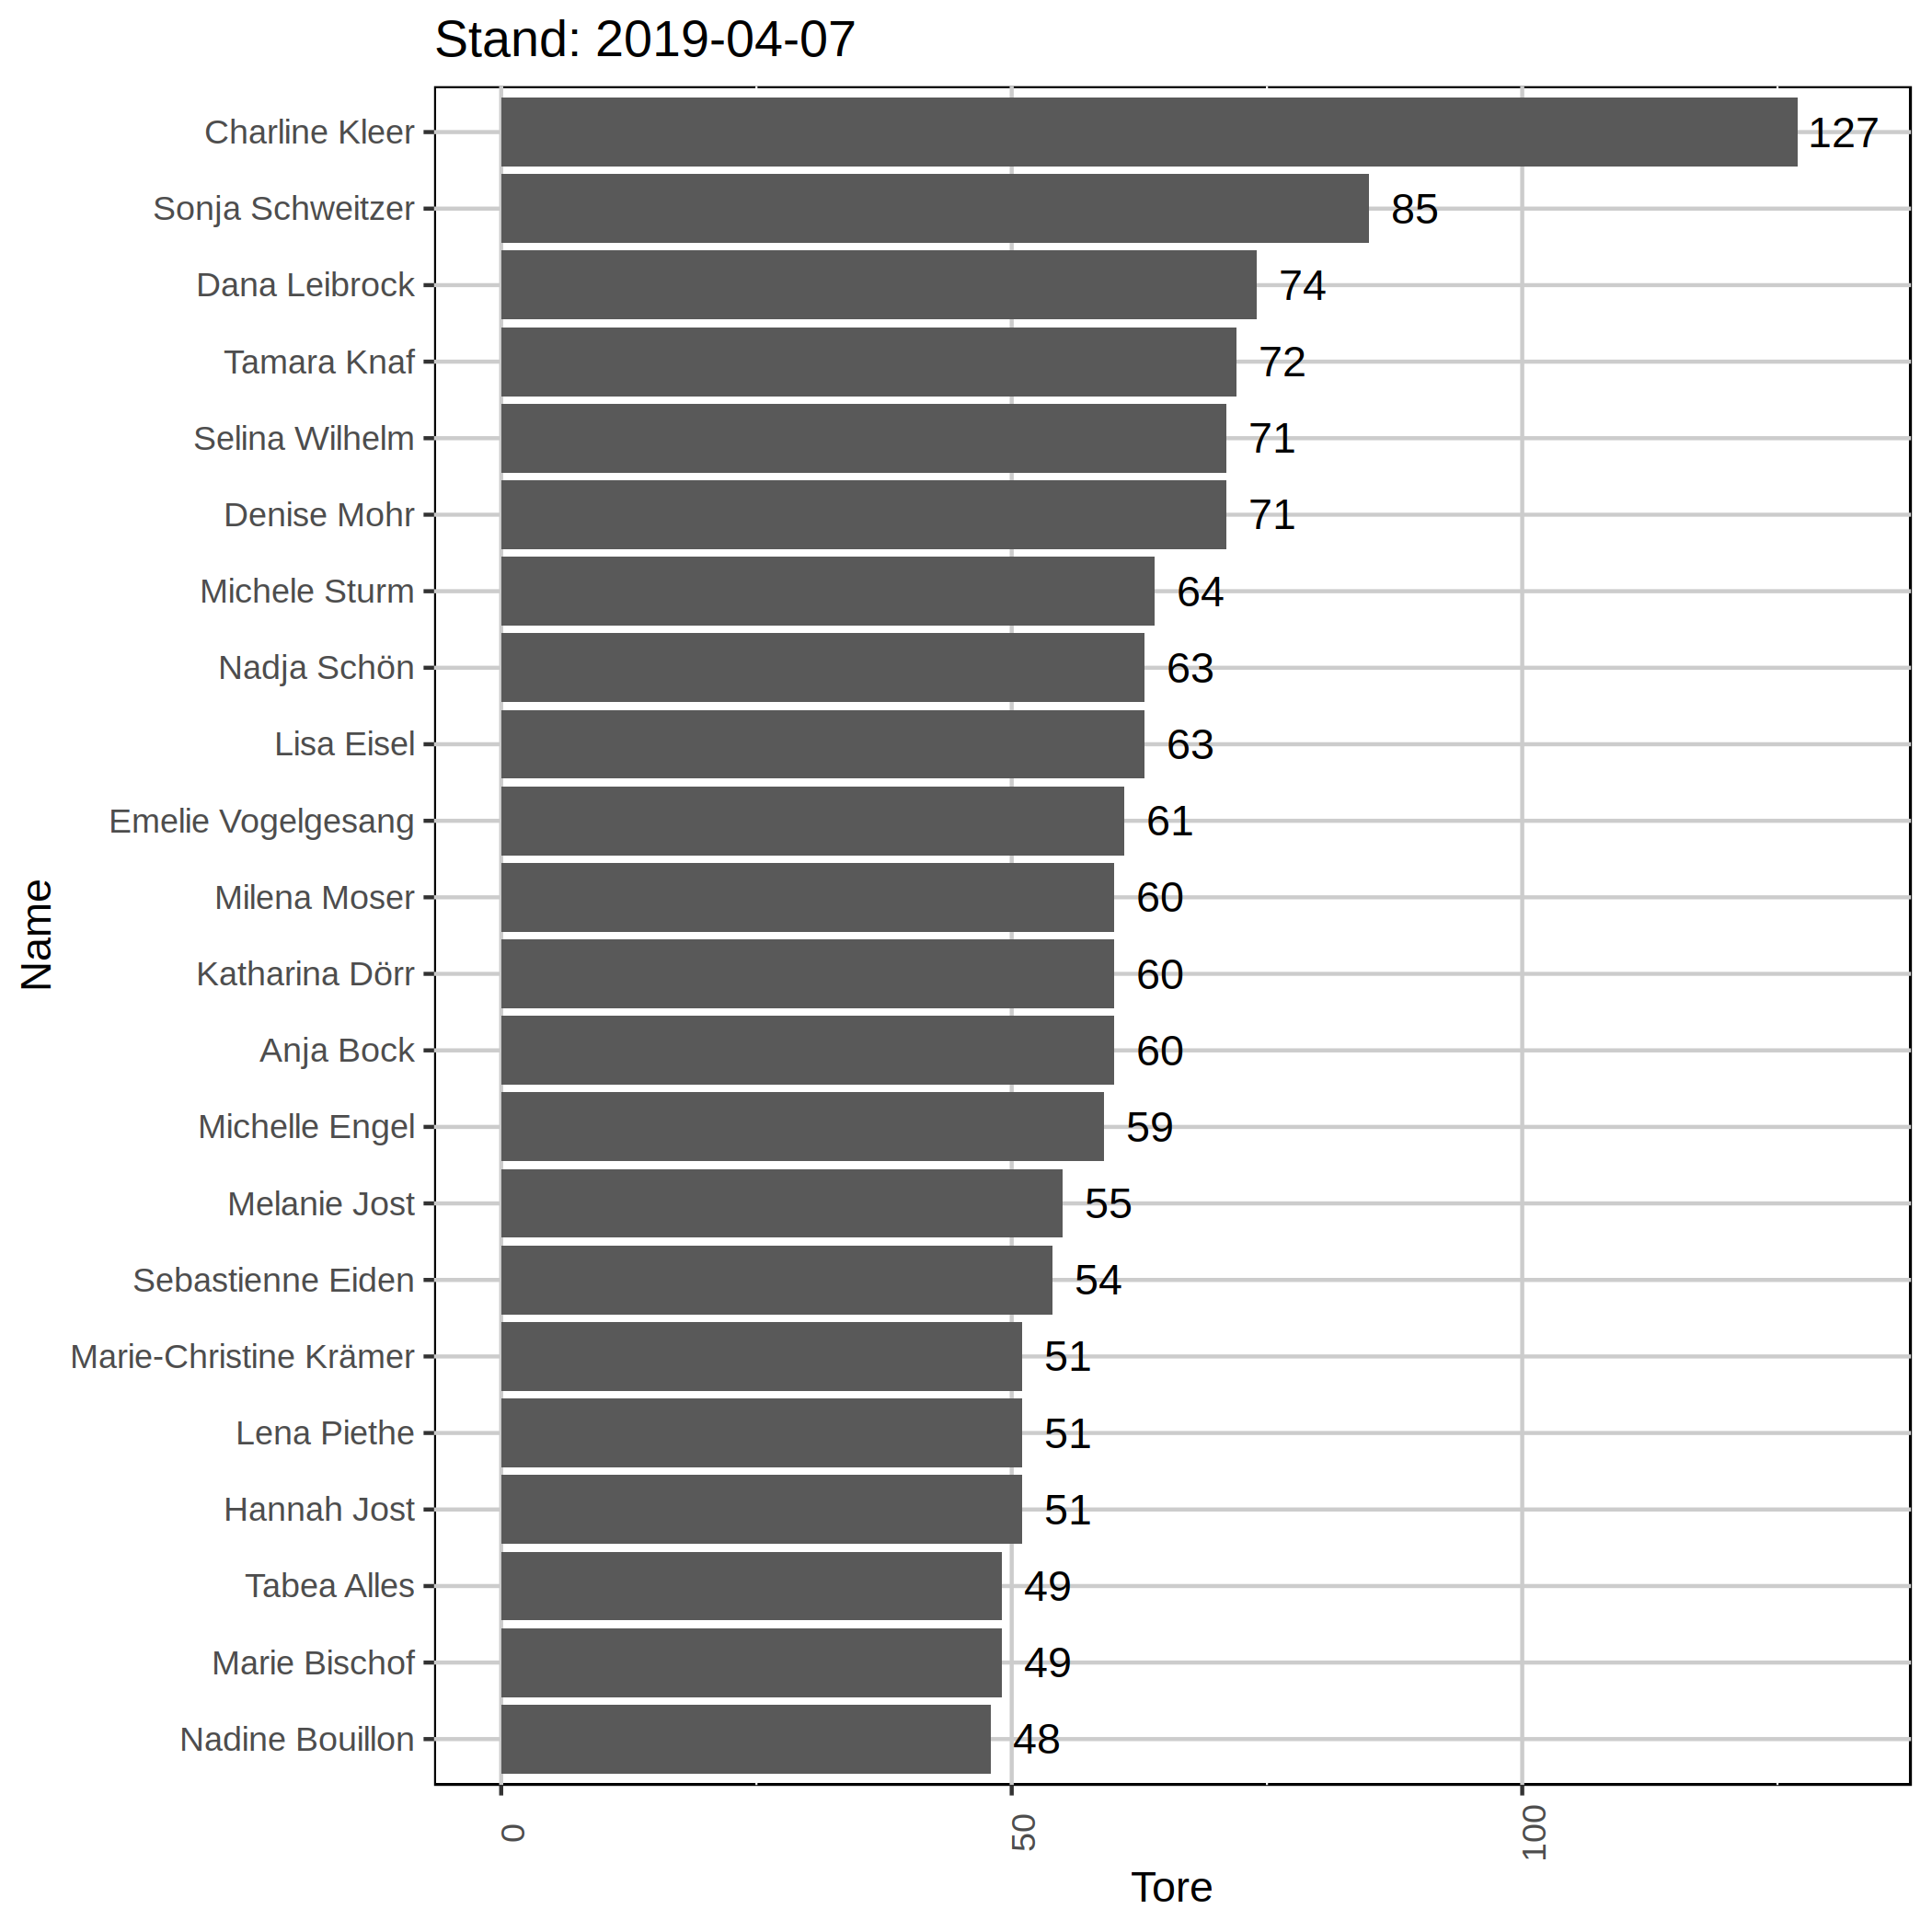 Stand: 2019-04-07
Charline Kleer 127
Sonja Schweitzer 85
Dana Leibrock 74
Tamara Knaf 72
Selina Wilhelm 71
Denise Mohr 71
Michele Sturm 64
Nadja Schön 63
Lisa Eisel 63
Emelie Vogelgesang 61
Milena Moser 60
Katharina Dörr 60
Anja Bock 60
Michelle Engel 59
Melanie Jost 55
Sebastienne Eiden 54
Marie-Christine Krämer 51
Lena Piethe 51
Hannah Jost 51
Tabea Alles 49
Marie Bischof 49
Nadine Bouillon 48
Name
0 50 100
Tore